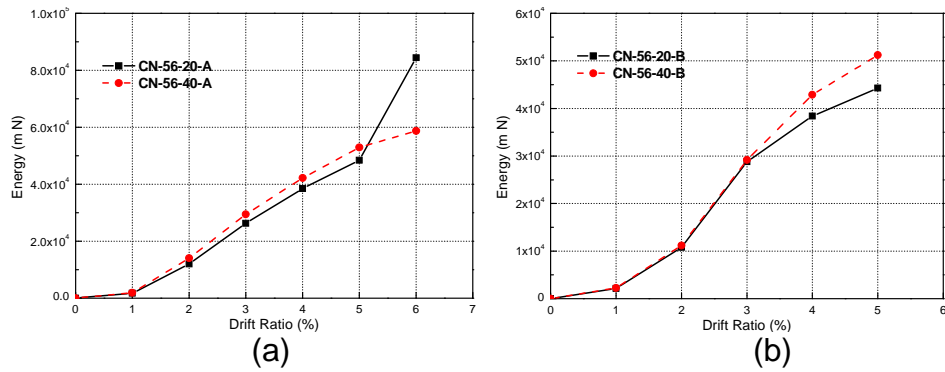 1.0x10⁵
8.0x10⁴
6.0x10⁴
4.0x10⁴
2.0x10⁴
0.0
Energy (m N)
CN-56-20-A
CN-56-40-A
0 1 2 3 4 5 6 7
Drift Ratio (%)
(a)
6x10⁴
5x10⁴
4x10⁴
3x10⁴
2x10⁴
1x10⁴
0
Energy (m N)
CN-56-20-B
CN-56-40-B
0 1 2 3 4 5 6
Drift Ratio (%)
(b)